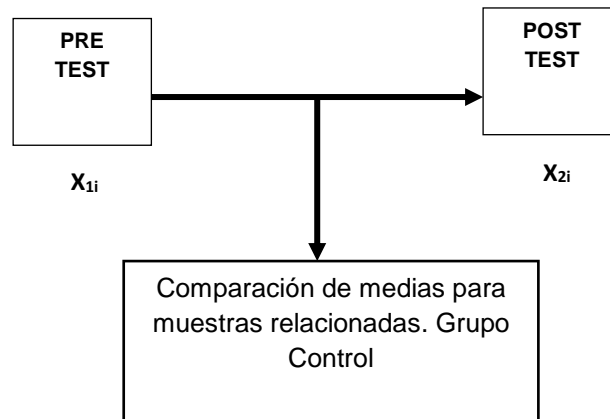 PRE
TEST
POST
TEST
X1i
X2i
Comparación de medias para
muestras relacionadas. Grupo
Control